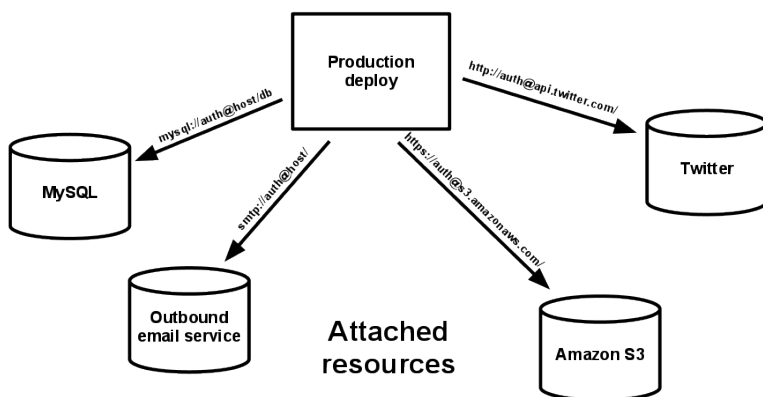 Production
deploy
mysql://auth@host/db
http://auth@api.twitter.com/
smtp://auth@host/
https://auth@s3.amazonaws.com/
MySQL
Twitter
Outbound
email service
Attached
resources
Amazon S3